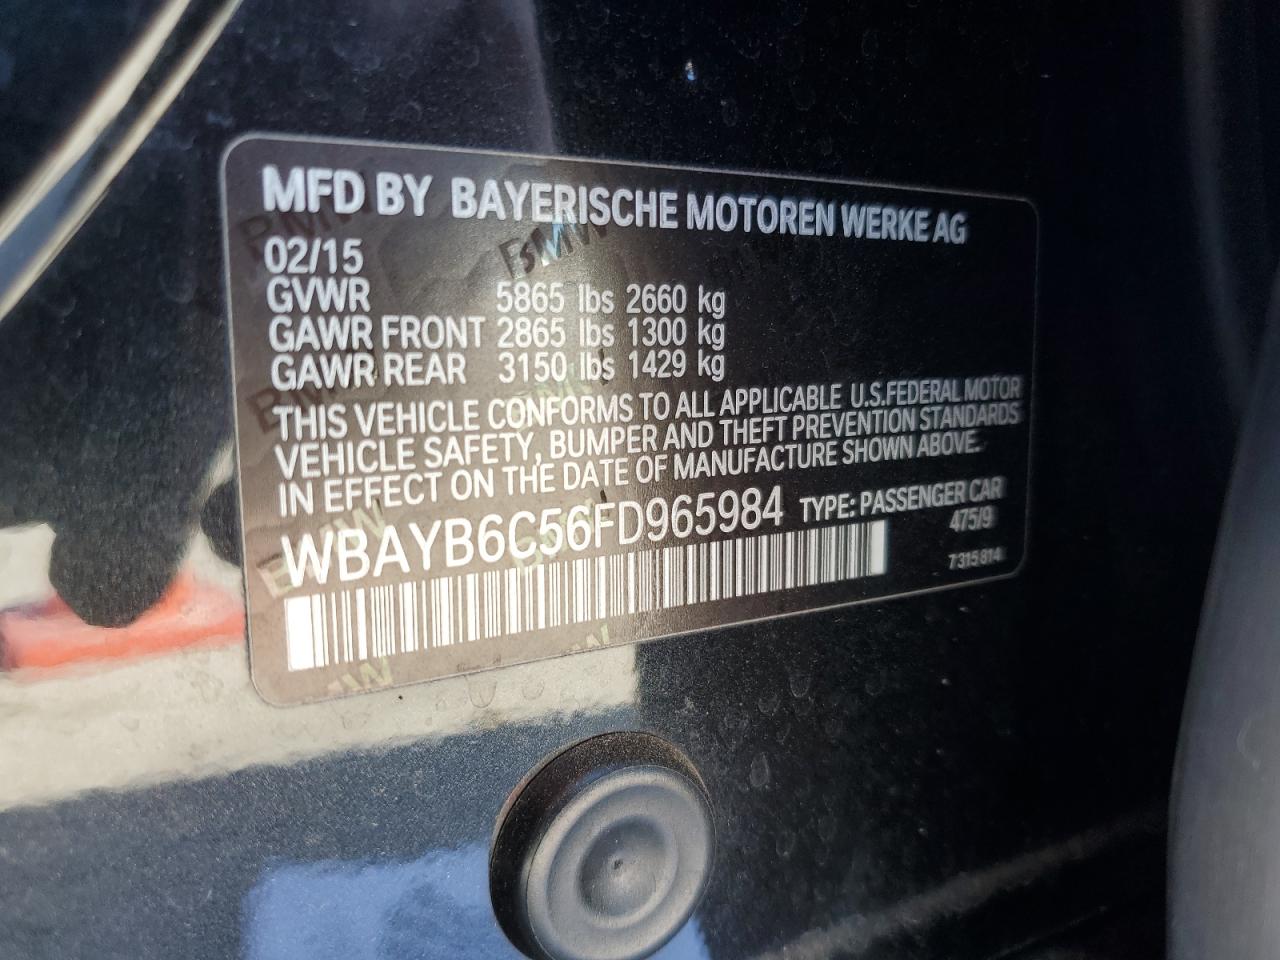 MFD BY BAYERISCHE MOTOREN WERKE AG
02/15
GVWR 5865 lbs 2660 kg
GAWR FRONT 2865 lbs 1300 kg
GAWR REAR 3150 lbs 1429 kg
THIS VEHICLE CONFORMS TO ALL APPLICABLE U.S.FEDERAL MOTOR
VEHICLE SAFETY, BUMPER AND THEFT PREVENTION STANDARDS
IN EFFECT ON THE DATE OF MANUFACTURE SHOWN ABOVE.
WBAYB6C56FD965984 TYPE: PASSENGER CAR
475/9
7315814